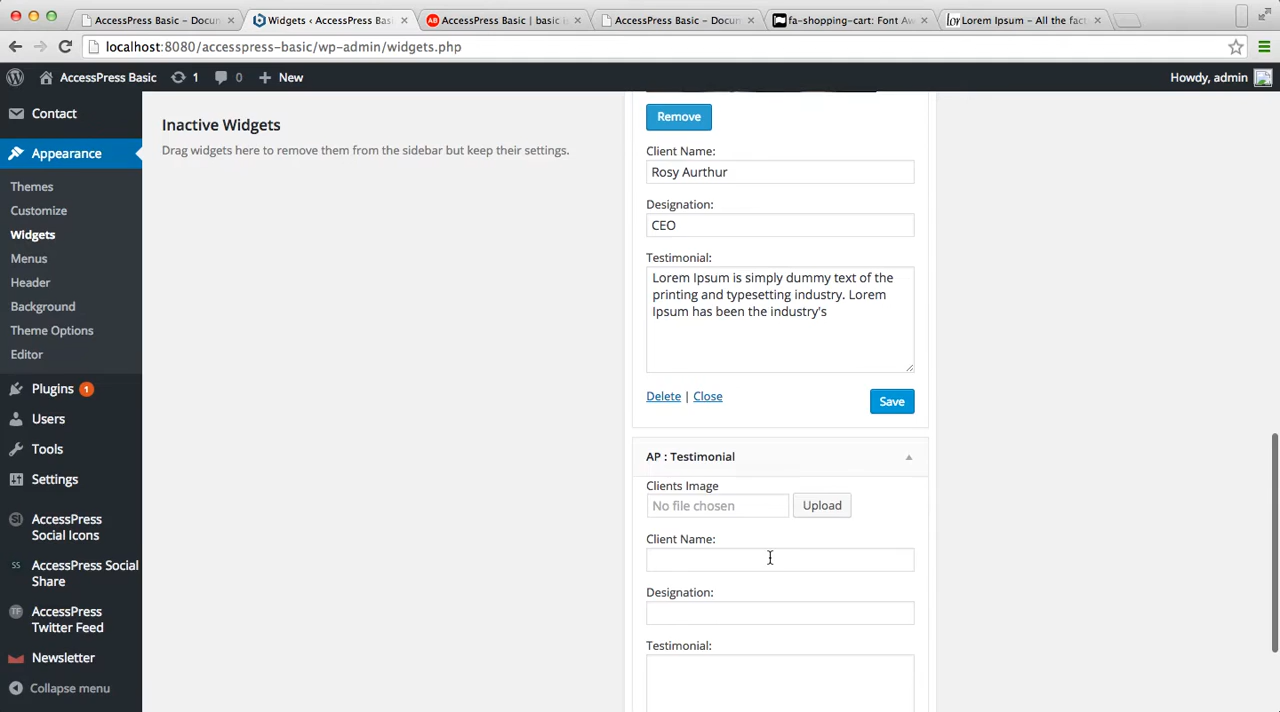 AccessPress Basic – Docum
Widgets ‹ AccessPress Basi
AccessPress Basic | basic is
AccessPress Basic – Docum
fa-shopping-cart: Font Aw
Lorem Ipsum – All the fact
localhost:8080/accesspress-basic/wp-admin/widgets.php
AccessPress Basic 1 0 New Howdy, admin
Contact
Appearance
Themes
Customize
Widgets
Menus
Header
Background
Theme Options
Editor
Plugins 1
Users
Tools
Settings
AccessPress
Social Icons
AccessPress Social
Share
AccessPress
Twitter Feed
Newsletter
Collapse menu
Inactive Widgets
Drag widgets here to remove them from the sidebar but keep their settings.
Remove
Client Name:
Rosy Aurthur
Designation:
CEO
Testimonial:
Lorem Ipsum is simply dummy text of the
printing and typesetting industry. Lorem
Ipsum has been the industry's
Delete | Close
Save
AP : Testimonial
Clients Image
No file chosen Upload
Client Name:
Designation:
Testimonial: